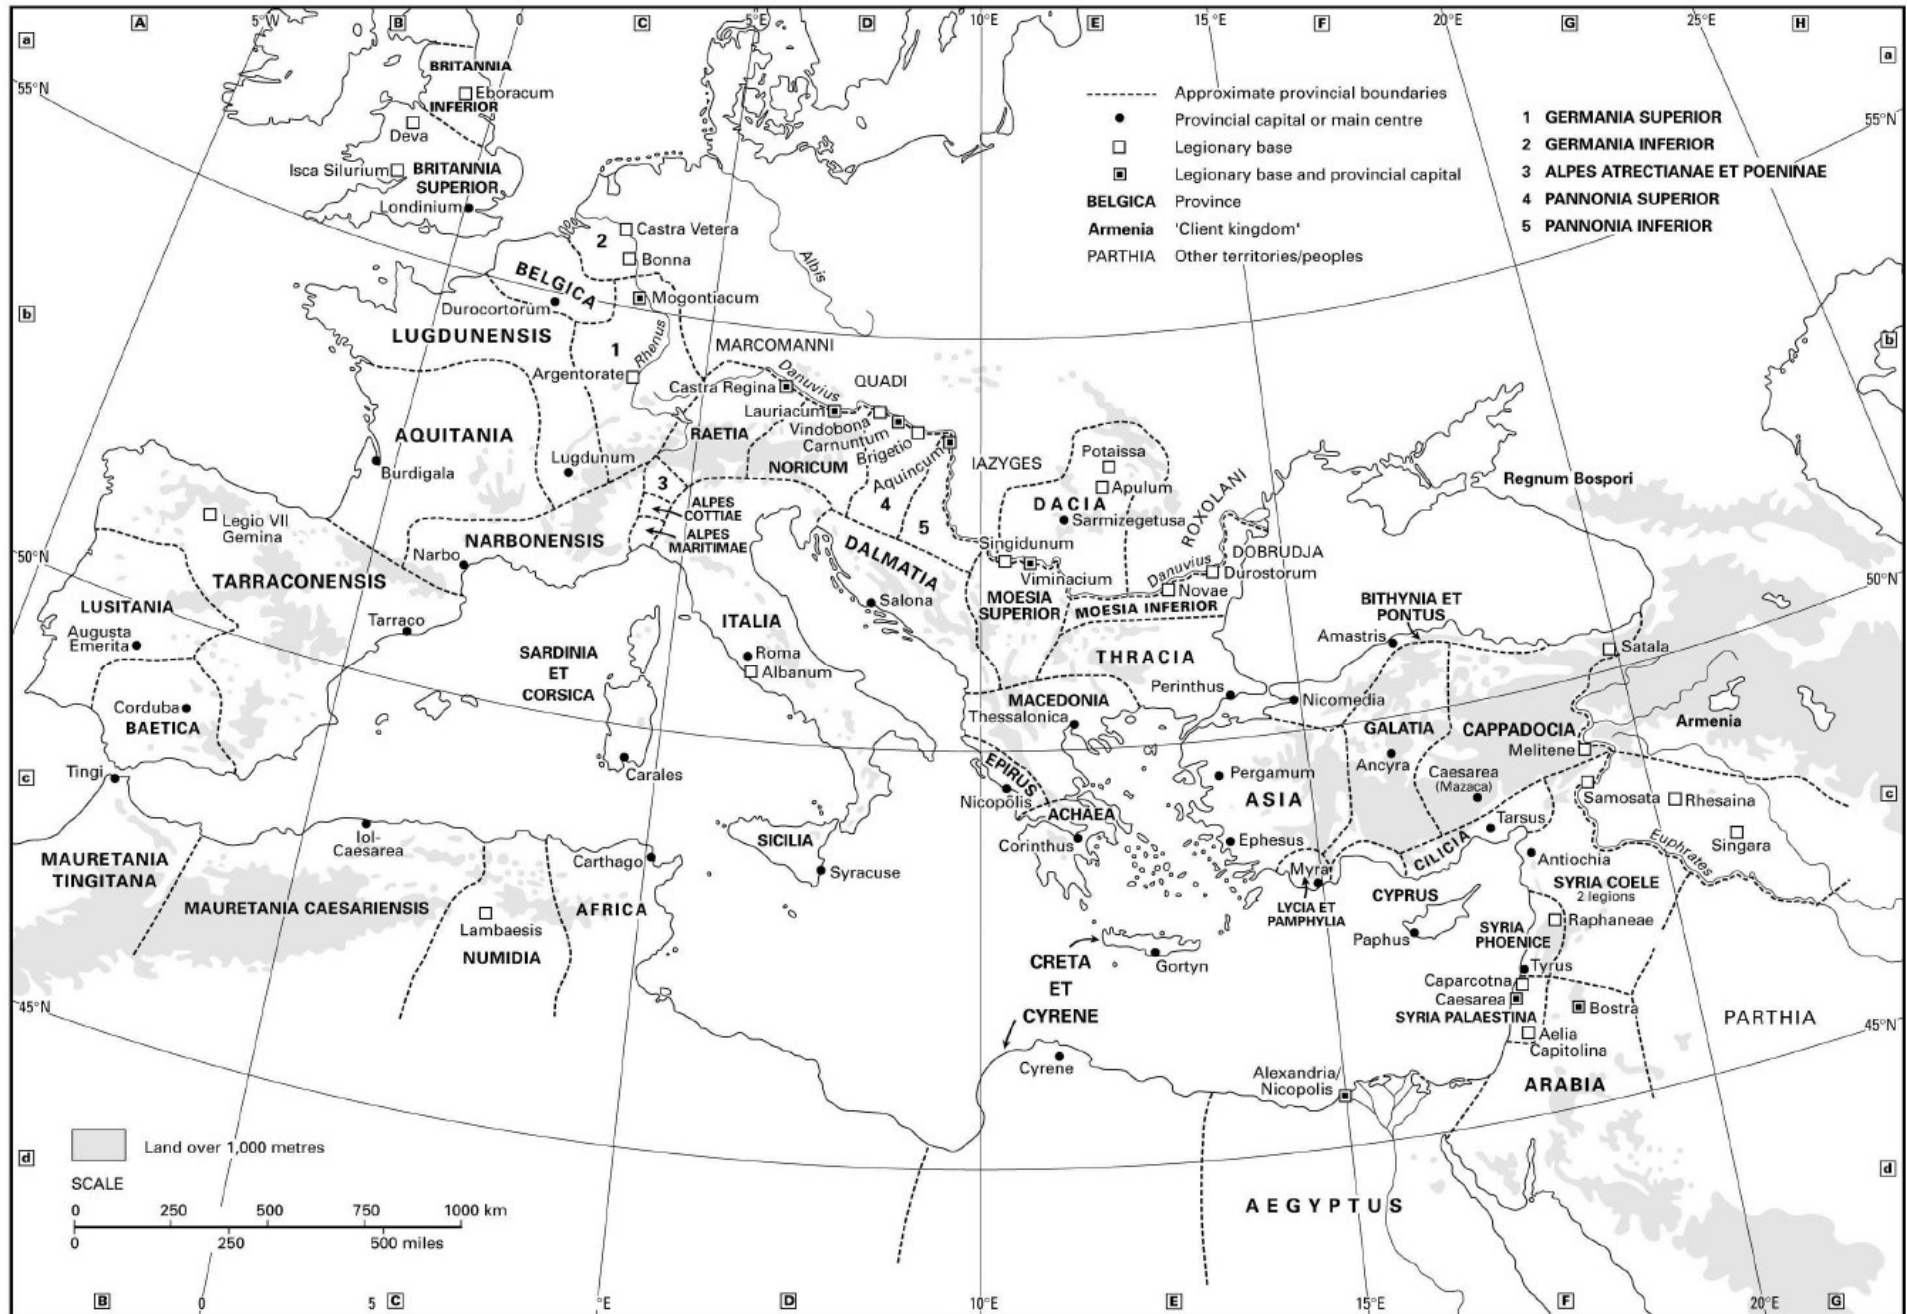 A
5°W
B
0
C
5°E
D
10°E
E
15°E
F
20°E
G
25°E
H
a
a
55°N
55°N
BRITANNIA
INFERIOR
Eboracum
Deva
Isca Silurium
BRITANNIA
SUPERIOR
Londinium
Approximate provincial boundaries
Provincial capital or main centre
Legionary base
Legionary base and provincial capital
BELGICA Province
Armenia 'Client kingdom'
PARTHIA Other territories/peoples
1 GERMANIA SUPERIOR
2 GERMANIA INFERIOR
3 ALPES ATRECTIANAE ET POENINAE
4 PANNONIA SUPERIOR
5 PANNONIA INFERIOR
2
Castra Vetera
Bonna
Albis
BELGICA
Mogontiacum
Durocortorum
b
b
LUGDUNENSIS
1
Rhenus
Argentorate
MARCOMANNI
Danuvius
QUADI
Castra Regina
Lauriacum
Vindobona
Carnuntum
Brigetio
Aquincum
RAETIA
NORICUM
AQUITANIA
Burdigala
Lugdunum
3
ALPES
COTTIAE
ALPES
MARITIMAE
4
5
IAZYGES
Potaissa
Apulum
DACIA
Sarmizegetusa
ROXOLANI
Regnum Bospori
Legio VII
Gemina
Narbo
NARBONENSIS
50°N
50°N
TARRACONENSIS
DALMATIA
Salona
Singidunum
Viminacium
MOESIA
SUPERIOR
Danuvius
DOBRUDJA
Durostorum
Novae
MOESIA INFERIOR
LUSITANIA
Augusta
Emerita
Tarraco
SARDINIA
ET
CORSICA
ITALIA
Roma
Albanum
THRACIA
BITHYNIA ET
PONTUS
Amastris
Satala
Corduba
BAETICA
MACEDONIA
Thessalonica
Perinthus
Nicomedia
GALATIA
CAPPADOCIA
Armenia
Melitene
Ancyra
Caesarea
(Mazaca)
c
c
Tingi
Carales
EPIRUS
Nicopolis
Pergamum
ASIA
Samosata
Rhesaina
ACHAEA
Corinthus
Ephesus
Tarsus
CILICIA
Singara
Euphrates
Iol-
Caesarea
Carthago
SICILIA
Syracuse
MAURETANIA
TINGITANA
MAURETANIA CAESARIENSIS
Lambaesis
NUMIDIA
AFRICA
Myra
LYCIA ET
PAMPHYLIA
CYPRUS
Paphus
Antiochia
SYRIA COELE
2 legions
Raphaneae
SYRIA
PHOENICE
Tyrus
CRETA
ET
CYRENE
Gortyn
Caparcotna
Caesarea
SYRIA PALAESTINA
Bostra
Aelia
Capitolina
PARTHIA
45°N
45°N
Cyrene
Alexandria/
Nicopolis
ARABIA
Land over 1,000 metres
d
d
SCALE
0 250 500 750 1000 km
0 250 500 miles
AEGYPTUS
B
0
5
C
°E
D
10°E
E
15°E
F
20°E
G